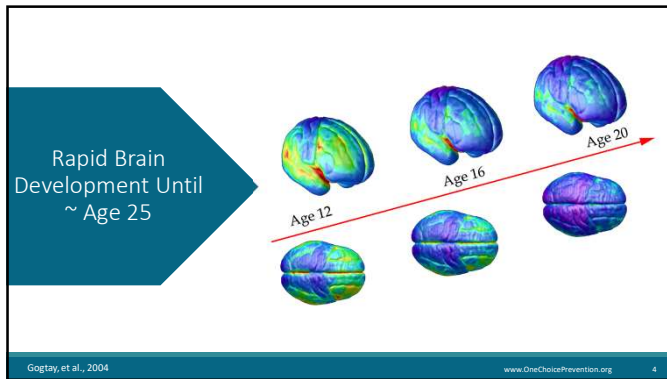 Rapid Brain
Development Until
~ Age 25
Age 12
Age 16
Age 20
Gogtay, et al., 2004
www.OneChoicePrevention.org
4